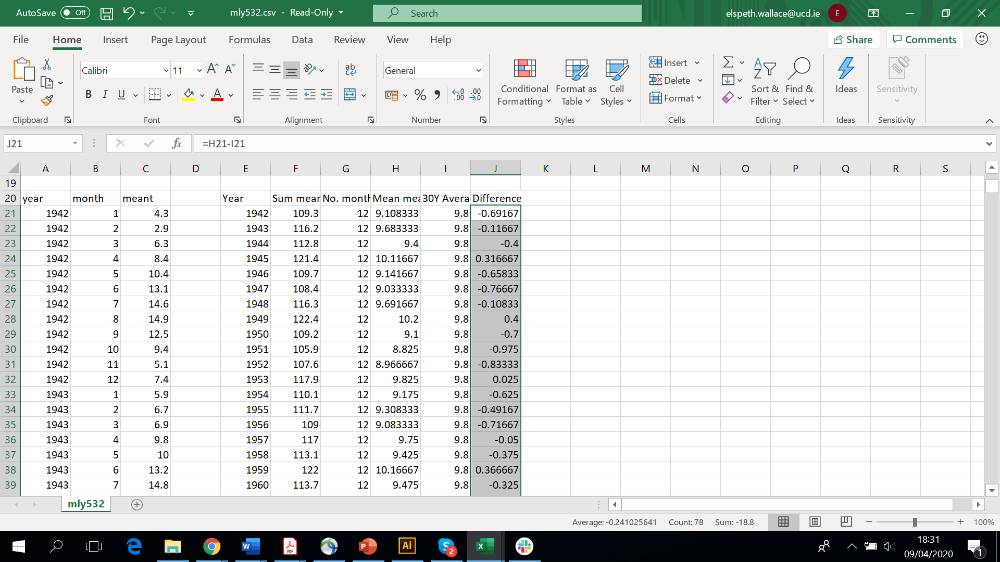 AutoSave Off mly532.csv - Read-Only Search elspeth.wallace@ucd.ie E
File Home Insert Page Layout Formulas Data Review View Help Share Comments
Paste Calibri 11 General
B I U
Conditional Formatting Format as Table Cell Styles
Insert
Delete
Format
Sort & Filter Find & Select Ideas Sensitivity
Clipboard Font Alignment Number Styles Cells Editing Ideas Sensitivity
J21 fx =H21-I21
A B C D E F G H I J K L M N O P Q R S
19
20 year month meant Year Sum mear No. month Mean mea 30Y Avera Difference
21 1942 1 4.3 1942 109.3 12 9.108333 9.8 -0.69167
22 1942 2 2.9 1943 116.2 12 9.683333 9.8 -0.11667
23 1942 3 6.3 1944 112.8 12 9.4 9.8 -0.4
24 1942 4 8.4 1945 121.4 12 10.11667 9.8 0.316667
25 1942 5 10.4 1946 109.7 12 9.141667 9.8 -0.65833
26 1942 6 13.1 1947 108.4 12 9.033333 9.8 -0.76667
27 1942 7 14.6 1948 116.3 12 9.691667 9.8 -0.10833
28 1942 8 14.9 1949 122.4 12 10.2 9.8 0.4
29 1942 9 12.5 1950 109.2 12 9.1 9.8 -0.7
30 1942 10 9.4 1951 105.9 12 8.825 9.8 -0.975
31 1942 11 5.1 1952 107.6 12 8.966667 9.8 -0.83333
32 1942 12 7.4 1953 117.9 12 9.825 9.8 0.025
33 1943 1 5.9 1954 110.1 12 9.175 9.8 -0.625
34 1943 2 6.7 1955 111.7 12 9.308333 9.8 -0.49167
35 1943 3 6.9 1956 109 12 9.083333 9.8 -0.71667
36 1943 4 9.8 1957 117 12 9.75 9.8 -0.05
37 1943 5 10 1958 113.1 12 9.425 9.8 -0.375
38 1943 6 13.2 1959 122 12 10.16667 9.8 0.366667
39 1943 7 14.8 1960 113.7 12 9.475 9.8 -0.325
mly532
Average: -0.241025641 Count: 78 Sum: -18.8 100%
18:31
09/04/2020